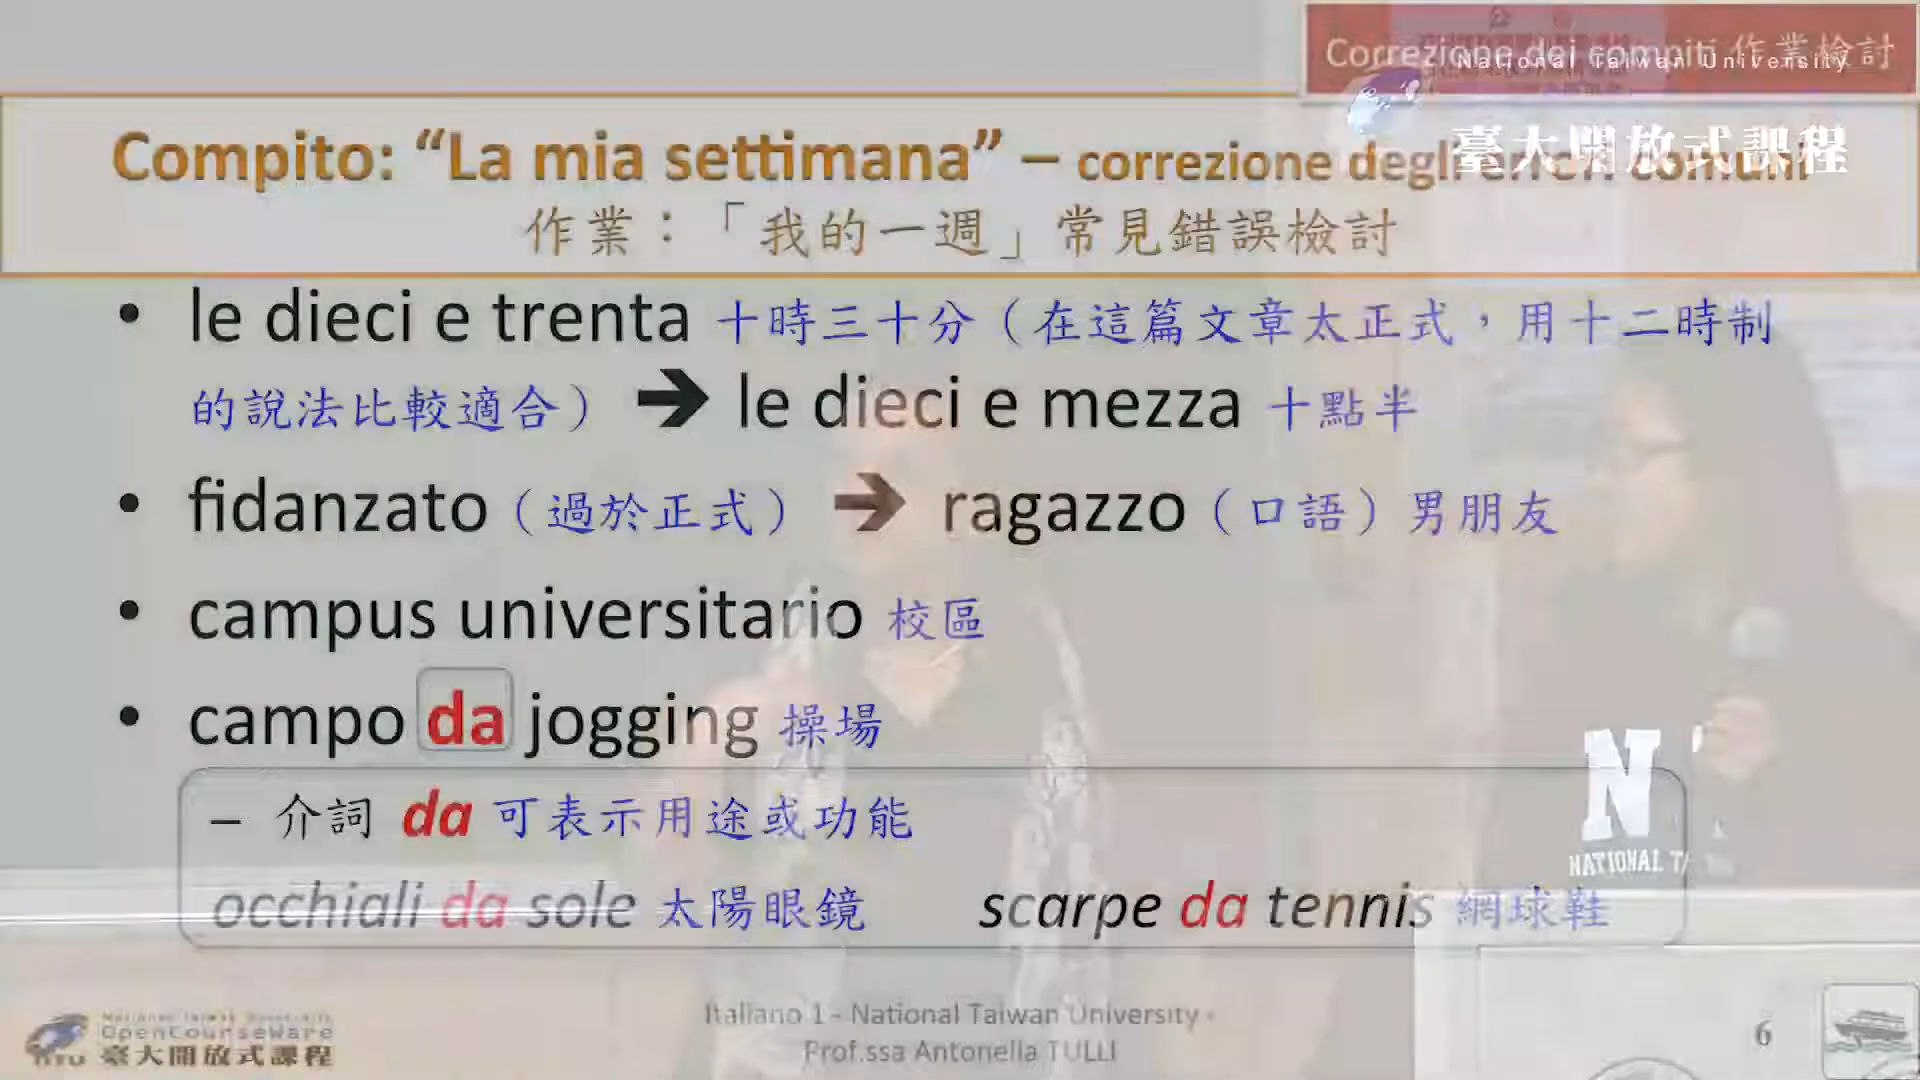 Correzione dei compiti 作業檢討
National Taiwan University
臺大開放式課程
Compito: “La mia settimana” – correzione degli errori comuni
作業：「我的一週」常見錯誤檢討
• le dieci e trenta 十時三十分（在這篇文章太正式，用十二時制
的說法比較適合） ➔ le dieci e mezza 十點半
• fidanzato（過於正式） ➔ ragazzo（口語）男朋友
• campus universitario 校區
• campo da jogging 操場
– 介詞 da 可表示用途或功能
occhiali da sole 太陽眼鏡 scarpe da tennis 網球鞋
N
NATIONAL
National Taiwan University
OpenCourseWare
NTU 臺大開放式課程
Italiano 1 - National Taiwan University -
Prof.ssa Antonella TULLI
6